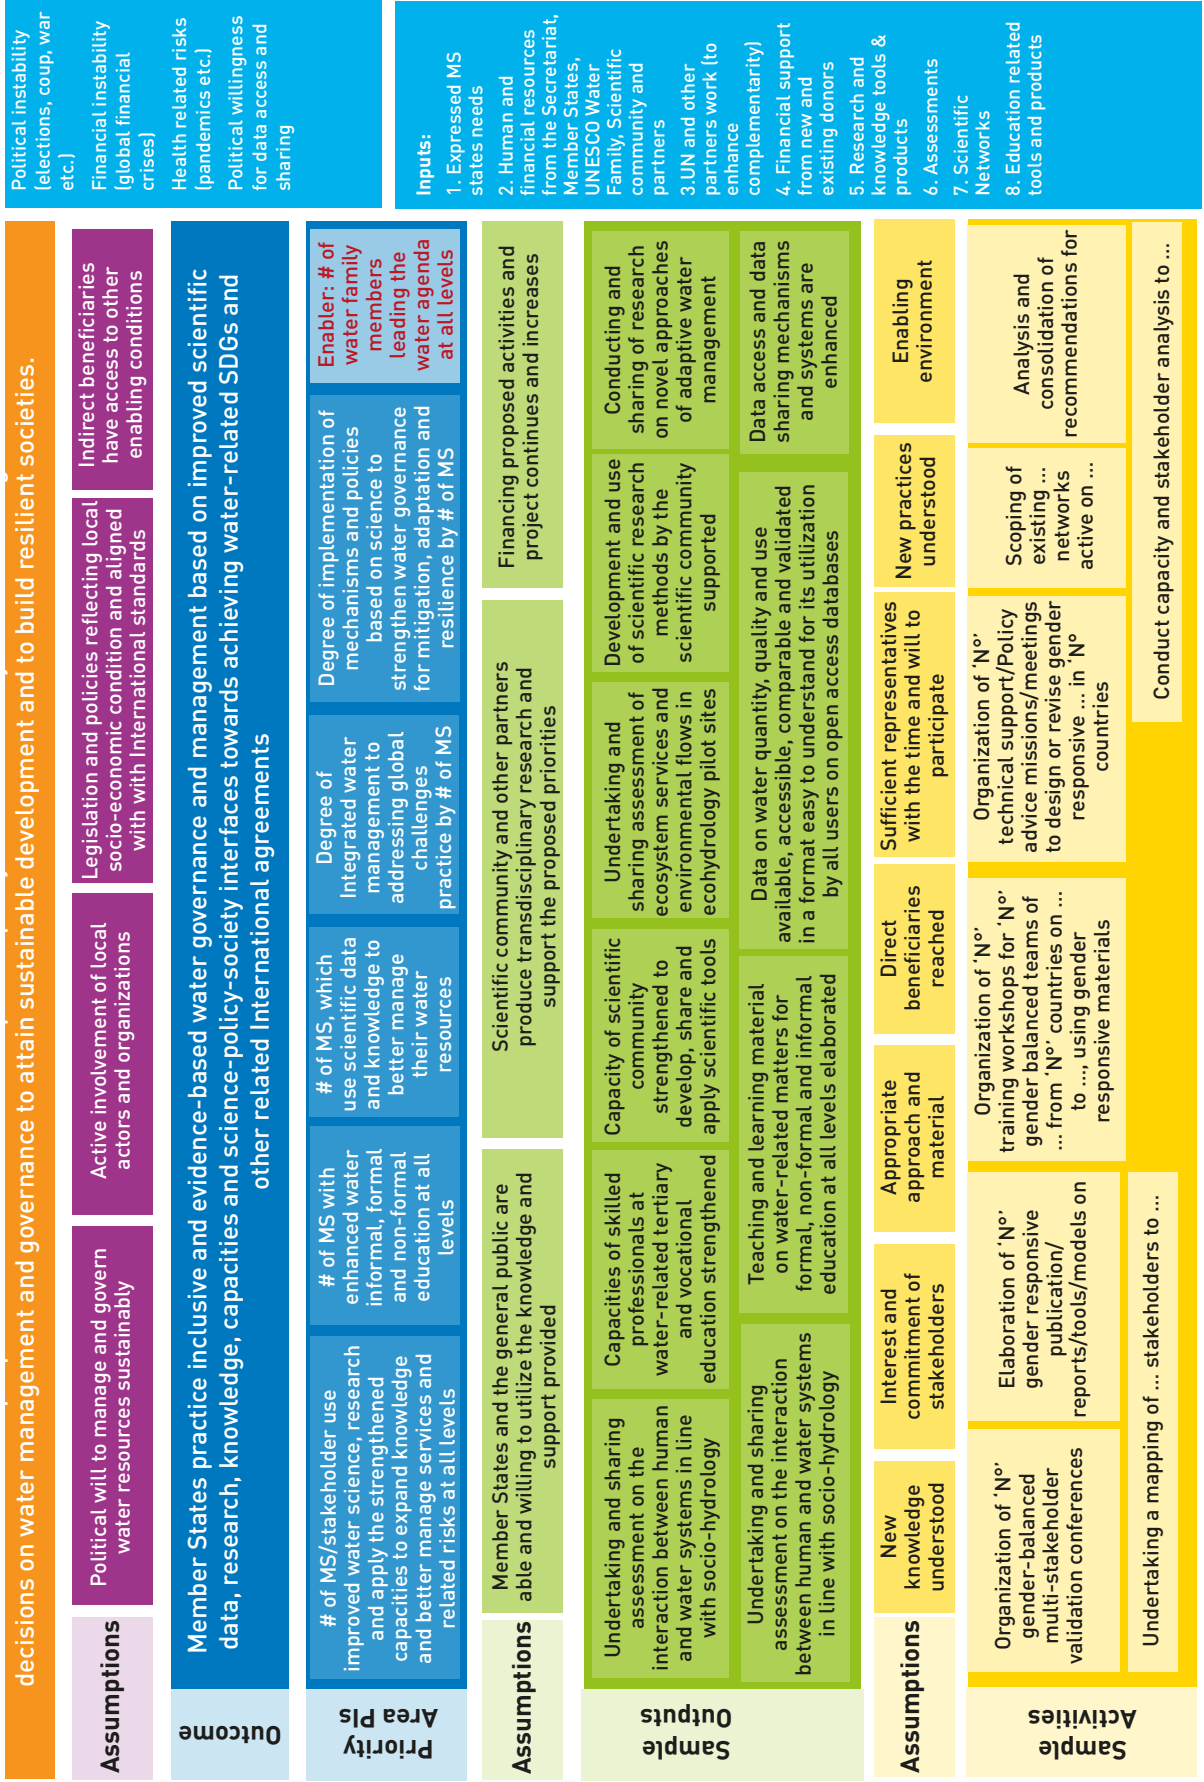 decisions on water management and governance to attain sustainable development and to build resilient societies.
Assumptions
Political will to manage and govern
water resources sustainably
Active involvement of local
actors and organizations
Legislation and policies reflecting local
socio-economic condition and aligned
with with International standards
Indirect beneficiaries
have access to other
enabling conditions
Outcome
Member States practice inclusive and evidence-based water governance and management based on improved scientific
data, research, knowledge, capacities and science-policy-society interfaces towards achieving water-related SDGs and
other related International agreements
Priority
Area PIs
# of MS/stakeholder use
improved water science, research
and apply the strengthened
capacities to expand knowledge
and better manage services and
related risks at all levels
# of MS with
enhanced water
informal, formal
and non-formal
education at all
levels
# of MS, which
use scientific data
and knowledge to
better manage
their water
resources
Degree of
Integrated water
management to
addressing global
challenges
practice by # of MS
Degree of implementation of
mechanisms and policies
based on science to
strengthen water governance
for mitigation, adaptation and
resilience by # of MS
Enabler: # of
water family
members
leading the
water agenda
at all levels
Assumptions
Member States and the general public are
able and willing to utilize the knowledge and
support provided
Scientific community and other partners
produce transdisciplinary research and
support the proposed priorities
Financing proposed activities and
project continues and increases
Sample
Outputs
Undertaking and sharing
assessment on the
interaction between human
and water systems in line
with socio-hydrology
Capacities of skilled
professionals at
water-related tertiary
and vocational
education strengthened
Capacity of scientific
community
strengthened to
develop, share and
apply scientific tools
Undertaking and
sharing assessment of
ecosystem services and
environmental flows in
ecohydrology pilot sites
Development and use
of scientific research
methods by the
scientific community
supported
Conducting and
sharing of research
on novel approaches
of adaptive water
management
Undertaking and sharing
assessment on the interaction
between human and water systems
in line with socio-hydrology
Teaching and learning material
on water-related matters for
formal, non-formal and informal
education at all levels elaborated
Data on water quantity, quality and use
available, accessible, comparable and validated
in a format easy to understand for its utilization
by all users on open access databases
Data access and data
sharing mechanisms
and systems are
enhanced
Assumptions
New
knowledge
understood
Interest and
commitment of
stakeholders
Appropriate
approach and
material
Direct
beneficiaries
reached
Sufficient representatives
with the time and will to
participate
New practices
understood
Enabling
environment
Sample
Activities
Organization of ‘N°’
gender-balanced
multi-stakeholder
validation conferences
Elaboration of ‘N°’
gender responsive
publication/
reports/tools/models on
Organization of ‘N°’
training workshops for ‘N°’
gender balanced teams of
... from ‘N°’ countries on ...
to ..., using gender
responsive materials
Organization of ‘N°’
technical support/Policy
advice missions/meetings
to design or revise gender
responsive ... in ‘N°
countries
Scoping of
existing ...
networks
active on ...
Analysis and
consolidation of
recommendations for
Undertaking a mapping of ... stakeholders to ...
Conduct capacity and stakeholder analysis to ...
Political instability
(elections, coup, war
etc.)
Financial instability
(global financial
crises)
Health related risks
(pandemics etc.)
Political willingness
for data access and
sharing
Inputs:
1. Expressed MS
states needs
2. Human and
financial resources
from the Secretariat,
Member States,
UNESCO Water
Family, Scientific
community and
partners
3.UN and other
partners work (to
enhance
complementarity)
4. Financial support
from new and
existing donors
5. Research and
knowledge tools &
products
6. Assessments
7. Scientific
Networks
8. Education related
tools and products